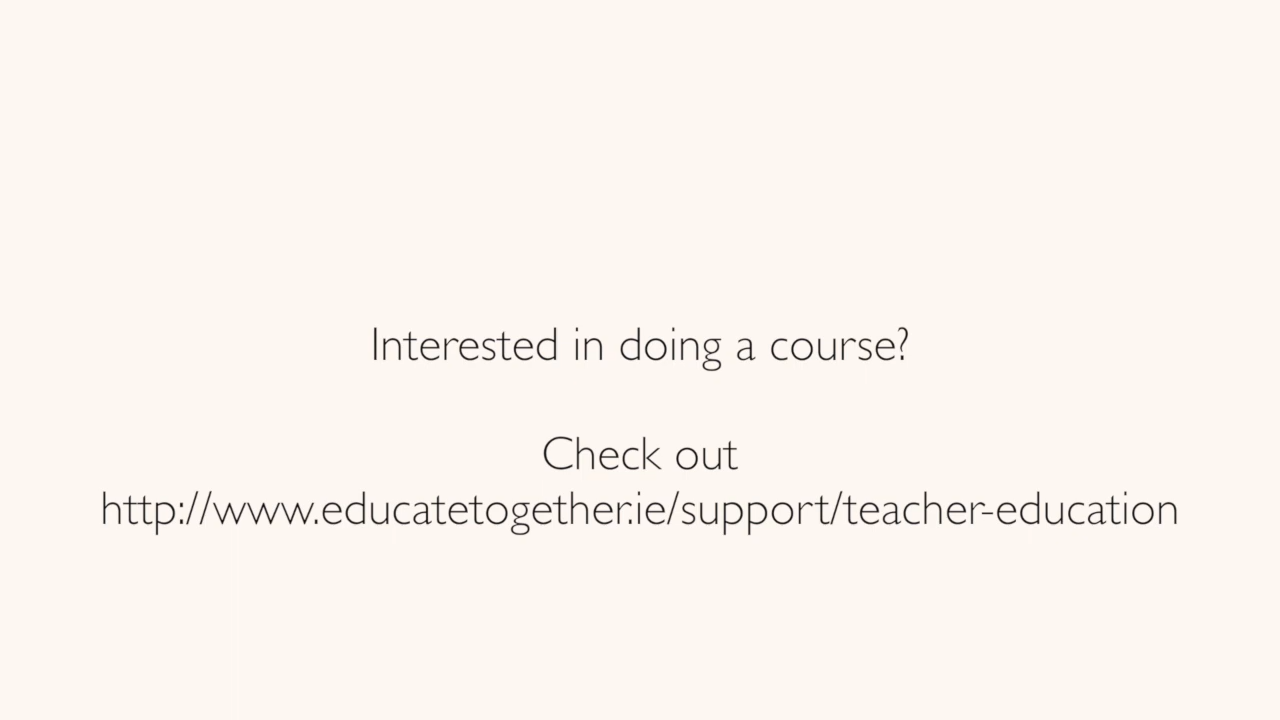 Interested in doing a course?
Check out
http://www.educatetogether.ie/support/teacher-education